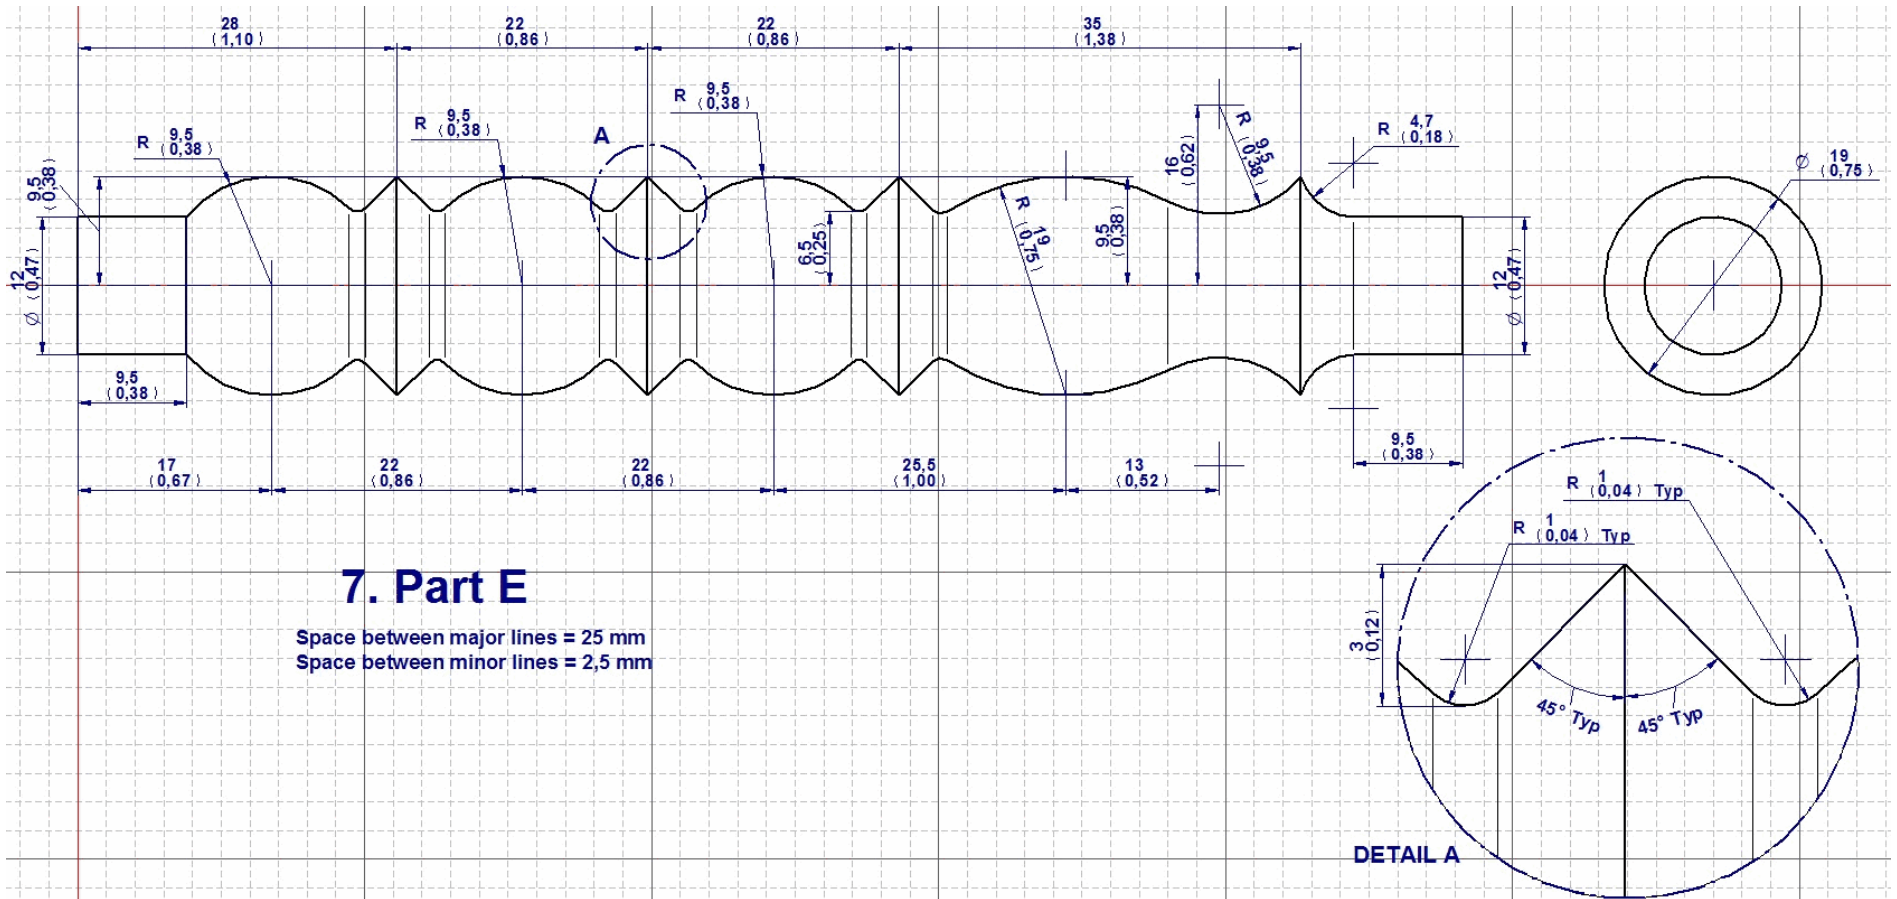 28
(1,10)
22
(0,86)
22
(0,86)
35
(1,38)
R 9,5
(0,38)
R 9,5
(0,38)
R 9,5
(0,38)
A
9,5
(0,38)
16
(0,62)
R 9,5
(0,38)
R 4,7
(0,18)
Ø 19
(0,75)
Ø 12
(0,47)
6,5
(0,25)
R 19
(0,75)
9,5
(0,38)
Ø 12
(0,47)
9,5
(0,38)
17
(0,67)
22
(0,86)
22
(0,86)
25,5
(1,00)
13
(0,52)
9,5
(0,38)
R 1
(0,04) Typ
R 1
(0,04) Typ
3
(0,12)
45° Typ
45° Typ
DETAIL A
7. Part E
Space between major lines = 25 mm
Space between minor lines = 2,5 mm